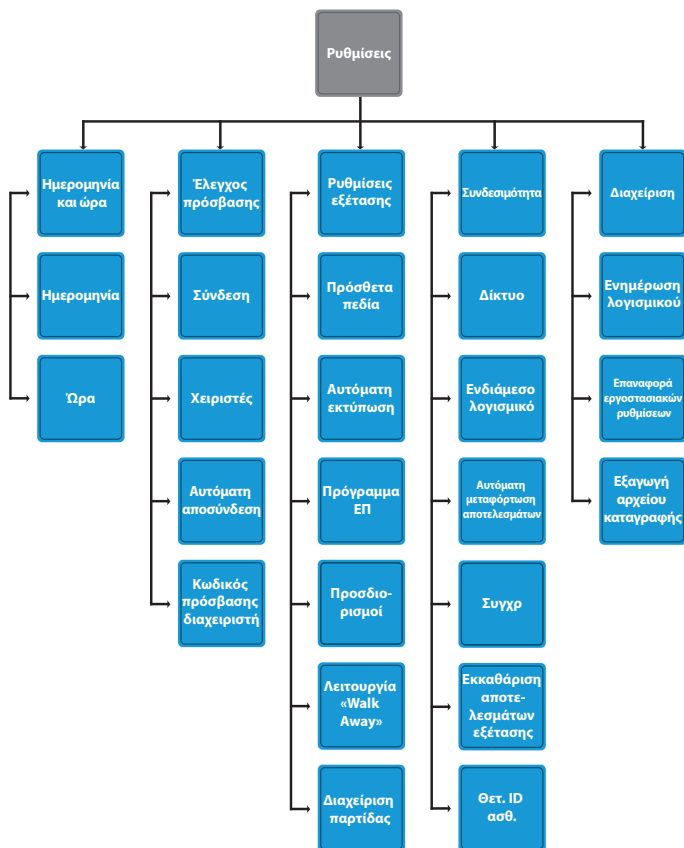 Ρυθμίσεις
Ημερομηνία
και ώρα
Ημερομηνία
Ώρα
Έλεγχος
πρόσβασης
Σύνδεση
Χειριστές
Αυτόματη
αποσύνδεση
Κωδικός
πρόσβασης
διαχειριστή
Ρυθμίσεις
εξέτασης
Πρόσθετα
πεδία
Αυτόματη
εκτύπωση
Πρόγραμμα
ΕΠ
Προσδιο-
ρισμοί
Λειτουργία
«Walk
Away»
Διαχείριση
παρτίδας
Συνδεσιμότητα
Δίκτυο
Ενδιάμεσο
λογισμικό
Αυτόματη
μεταφόρτωση
αποτελεσμάτων
Συγχρ
Εκκαθάριση
αποτε-
λεσμάτων
εξέτασης
Θετ. ID
ασθ.
Διαχείριση
Ενημέρωση
λογισμικού
Επαναφορά
εργοστασιακών
ρυθμίσεων
Εξαγωγή
αρχείου
καταγραφής